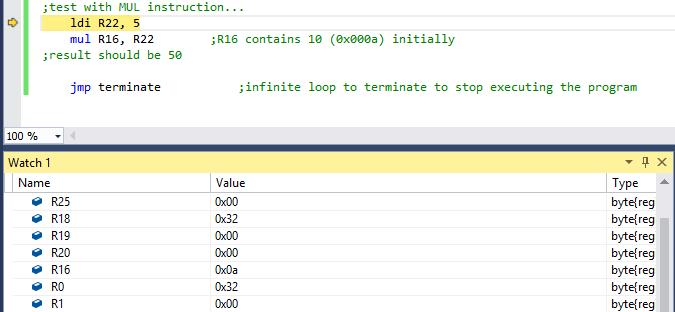 ;test with MUL instruction...
ldi R22, 5
mul R16, R22 ;R16 contains 10 (0x000a) initially
;result should be 50
jmp terminate ;infinite loop to terminate to stop executing the program
100 %
Watch 1
Name Value Type
R25 0x00 byte{reg
R18 0x32 byte{reg
R19 0x00 byte{reg
R20 0x00 byte{reg
R16 0x0a byte{reg
R0 0x32 byte{reg
R1 0x00 byte{reg